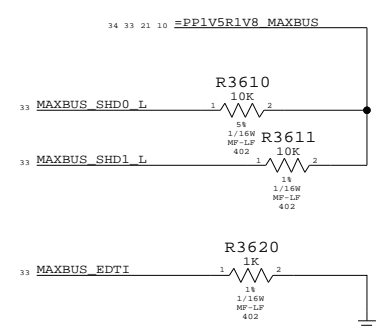 34 33 21 10 =PP1V5R1V8_MAXBUS
R3610
10K
33 MAXBUS_SHD0_L 1 2
5%
1/16W
MF-LF
402
R3611
10K
33 MAXBUS_SHD1_L 1 2
1%
1/16W
MF-LF
402
R3620
1K
33 MAXBUS_EDTI 1 2
1%
1/16W
MF-LF
402